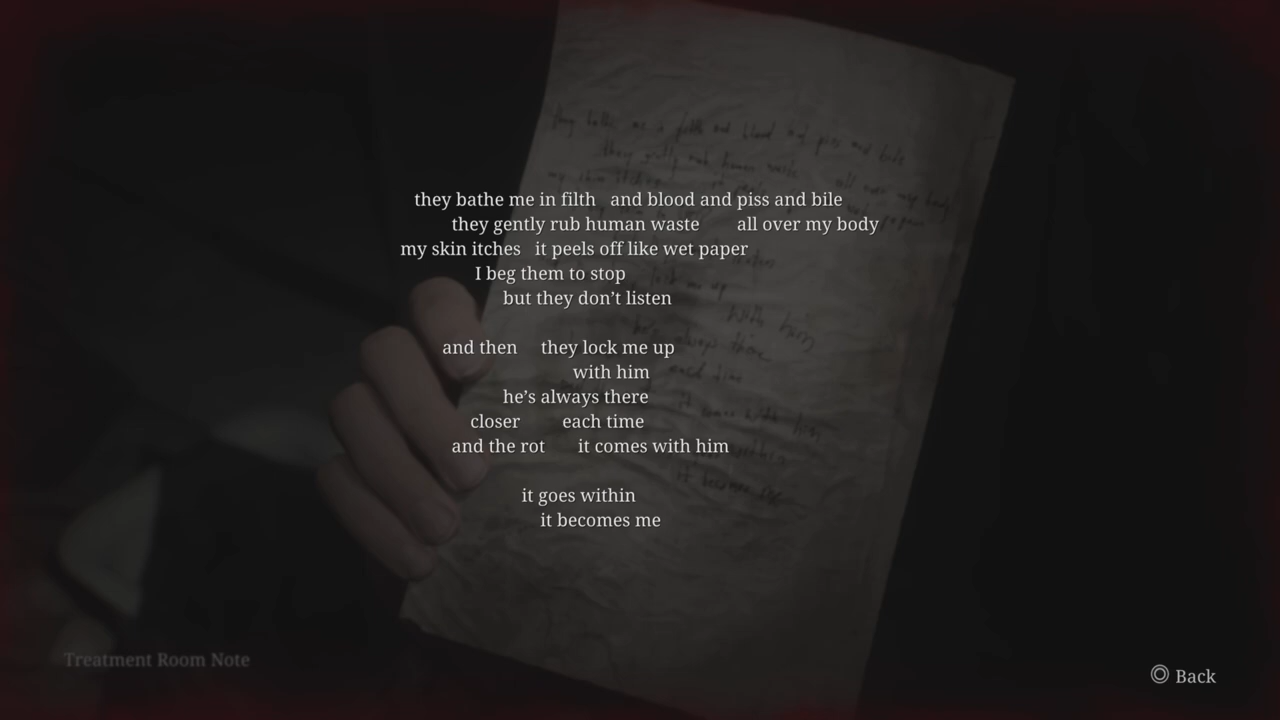 they bathe me in filth   and blood and piss and bile
they gently rub human waste   all over my body
my skin itches   it peels off like wet paper
I beg them to stop
but they don’t listen
and then   they lock me up
with him
he’s always there
closer   each time
and the rot   it comes with him
it goes within
it becomes me
Treatment Room Note
Back